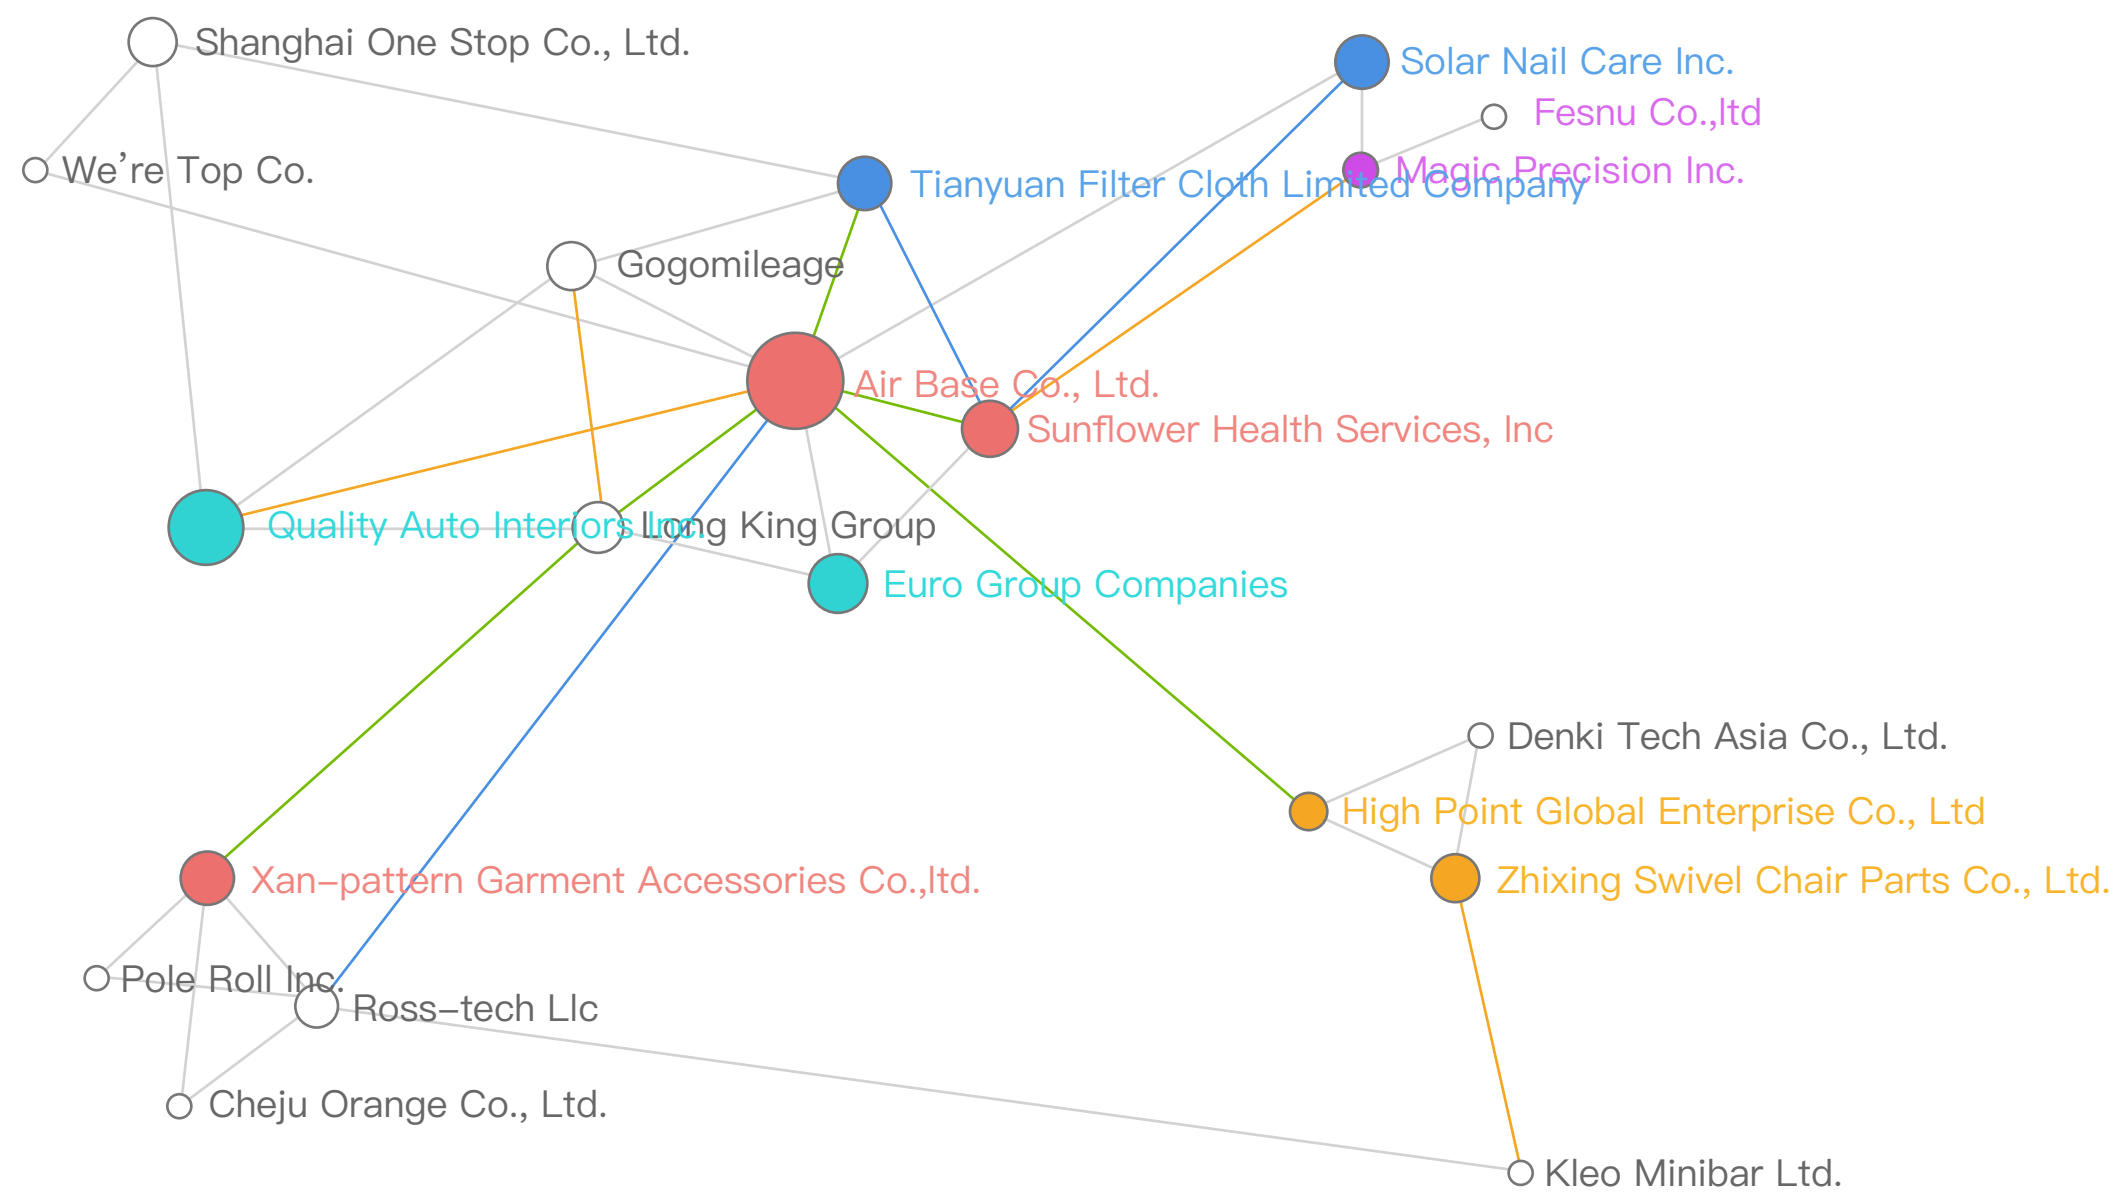 Shanghai One Stop Co., Ltd.
Solar Nail Care Inc.
Fesnu Co.,ltd
We’re Top Co.
Magic Precision Inc.
Tianyuan Filter Cloth Limited Company
Gogomileage
Air Base Co., Ltd.
Sunflower Health Services, Inc
Quality Auto Interiors Inc.
Long King Group
Euro Group Companies
Denki Tech Asia Co., Ltd.
High Point Global Enterprise Co., Ltd
Xan-pattern Garment Accessories Co.,ltd.
Zhixing Swivel Chair Parts Co., Ltd.
Pole Roll Inc.
Ross-tech Llc
Cheju Orange Co., Ltd.
Kleo Minibar Ltd.